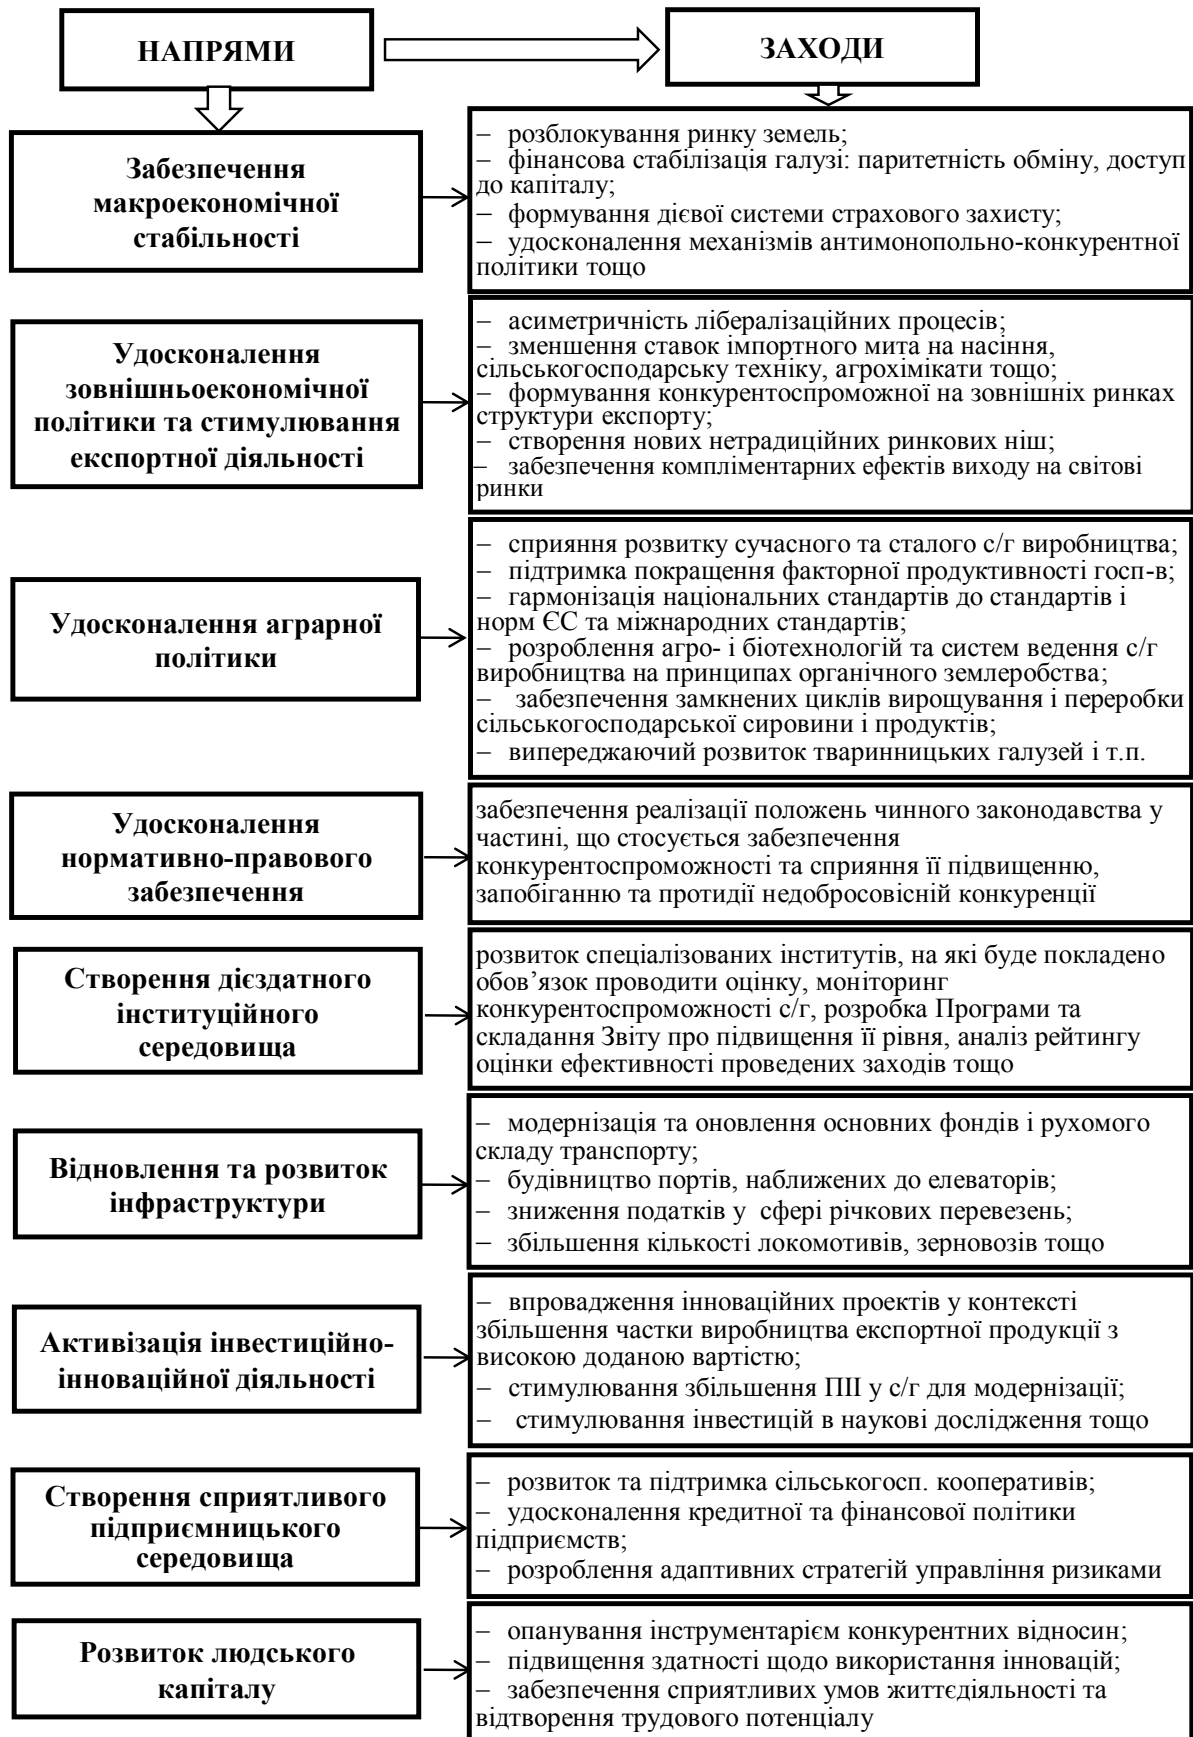 НАПРЯМИ
ЗАХОДИ
Забезпечення
макроекономічної
стабільності
– розблокування ринку земель;
– фінансова стабілізація галузі: паритетність обміну, доступ
до капіталу;
– формування дієвої системи страхового захисту;
– удосконалення механізмів антимонопольно-конкурентної
політики тощо
Удосконалення
зовнішньоекономічної
політики та стимулювання
експортної діяльності
– асиметричність лібералізаційних процесів;
– зменшення ставок імпортного мита на насіння,
сільськогосподарську техніку, агрохімікати тощо;
– формування конкурентоспроможної на зовнішніх ринках
структури експорту;
– створення нових нетрадиційних ринкових ніш;
– забезпечення компліментарних ефектів виходу на світові
ринки
Удосконалення аграрної
політики
– сприяння розвитку сучасного та сталого с/г виробництва;
– підтримка покращення факторної продуктивності госп-в;
– гармонізація національних стандартів до стандартів і
норм ЄС та міжнародних стандартів;
– розроблення агро- і біотехнологій та систем ведення с/г
виробництва на принципах органічного землеробства;
– забезпечення замкнених циклів вирощування і переробки
сільськогосподарської сировини і продуктів;
– випереджаючий розвиток тваринницьких галузей і т.п.
Удосконалення
нормативно-правового
забезпечення
забезпечення реалізації положень чинного законодавства у
частині, що стосується забезпечення
конкурентоспроможності та сприяння її підвищенню,
запобіганню та протидії недобросовісній конкуренції
Створення дієздатного
інституційного
середовища
розвиток спеціалізованих інститутів, на які буде покладено
обов’язок проводити оцінку, моніторинг
конкурентоспроможності с/г, розробка Програми та
складання Звіту про підвищення її рівня, аналіз рейтингу
оцінки ефективності проведених заходів тощо
Відновлення та розвиток
інфраструктури
– модернізація та оновлення основних фондів і рухомого
складу транспорту;
– будівництво портів, наближених до елеваторів;
– зниження податків у сфері річкових перевезень;
– збільшення кількості локомотивів, зерновозів тощо
Активізація інвестиційно-
інноваційної діяльності
– впровадження інноваційних проектів у контексті
збільшення частки виробництва експортної продукції з
високою доданою вартістю;
– стимулювання збільшення ПІІ у с/г для модернізації;
– стимулювання інвестицій в наукові дослідження тощо
Створення сприятливого
підприємницького
середовища
– розвиток та підтримка сільськогосп. кооперативів;
– удосконалення кредитної та фінансової політики
підприємств;
– розроблення адаптивних стратегій управління ризиками
Розвиток людського
капіталу
– опанування інструментарієм конкурентних відносин;
– підвищення здатності щодо використання інновацій;
– забезпечення сприятливих умов життєдіяльності та
відтворення трудового потенціалу